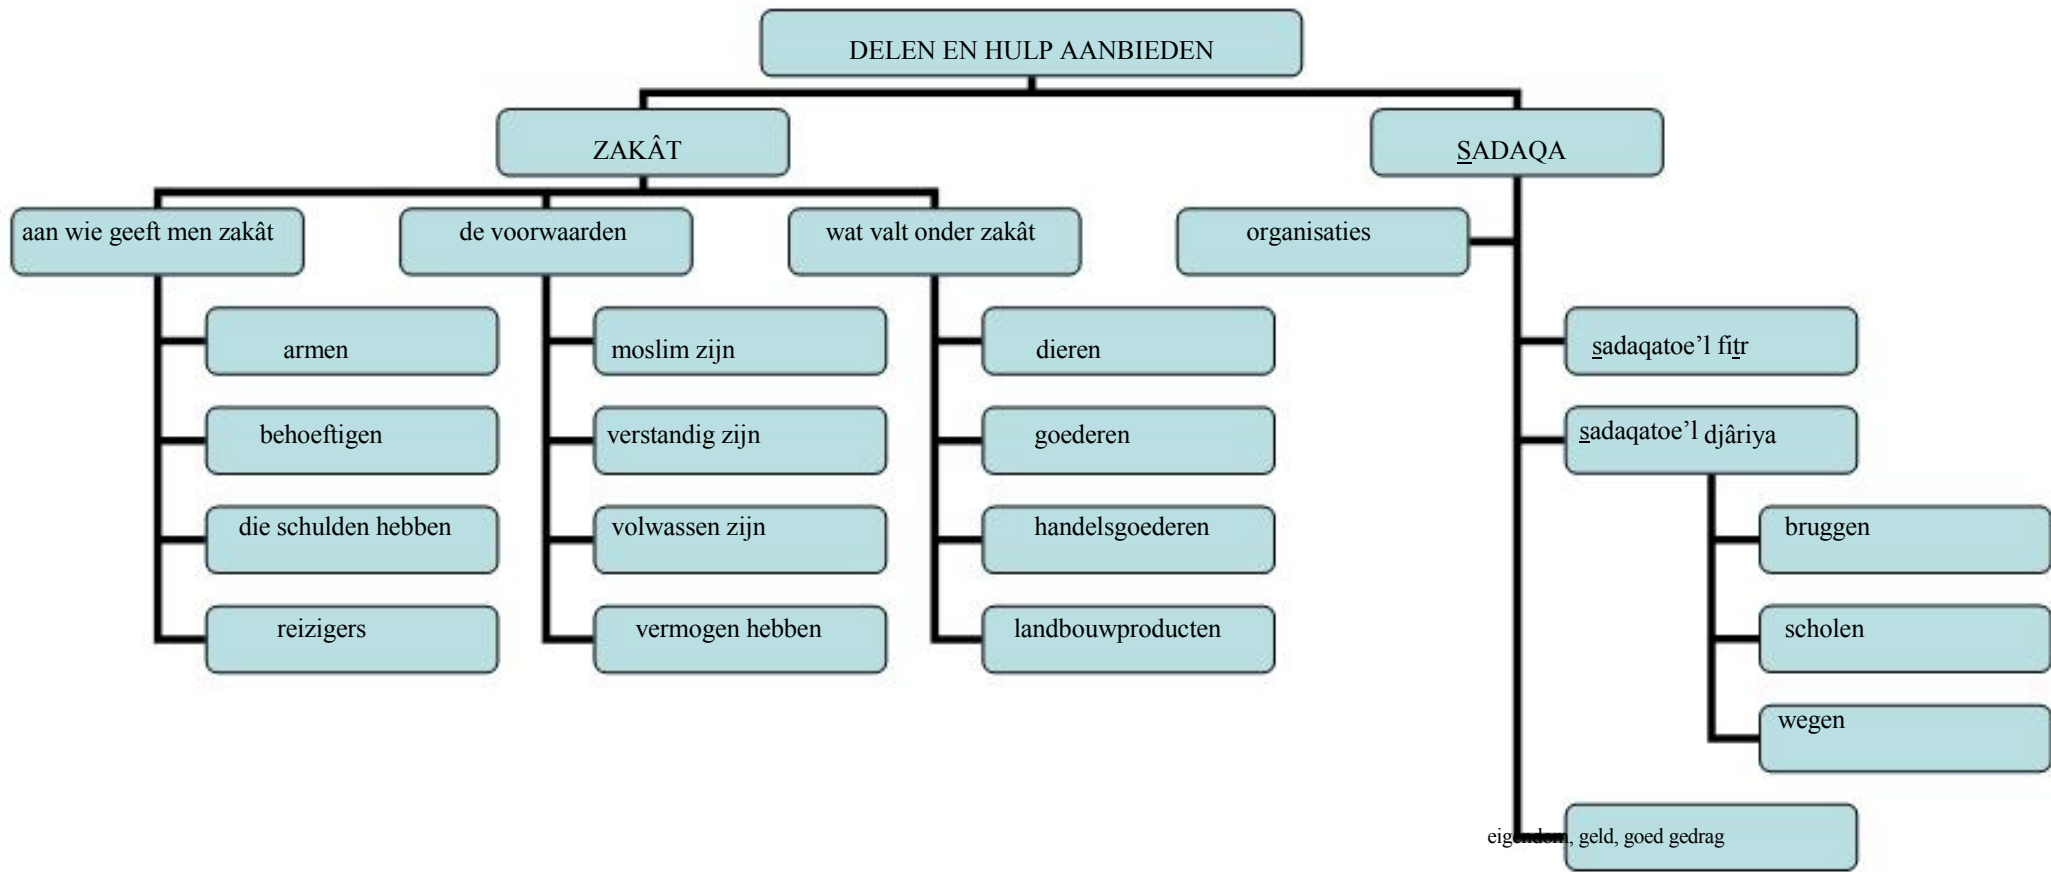 DELEN EN HULP AANBIEDEN
ZAKÂT
SADAQA
aan wie geeft men zakât
de voorwaarden
wat valt onder zakât
organisaties
armen
moslim zijn
dieren
sadaqatoe’l fitr
behoeftigen
verstandig zijn
goederen
sadaqatoe’l djâriya
die schulden hebben
volwassen zijn
handelsgoederen
bruggen
reizigers
vermogen hebben
landbouwproducten
scholen
wegen
eigendom, geld, goed gedrag